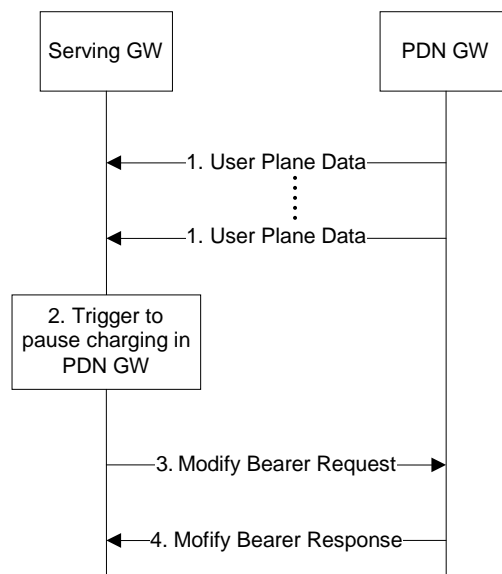 Serving GW
PDN GW
1. User Plane Data
1. User Plane Data
2. Trigger to
pause charging in
PDN GW
3. Modify Bearer Request
4. Mofify Bearer Response